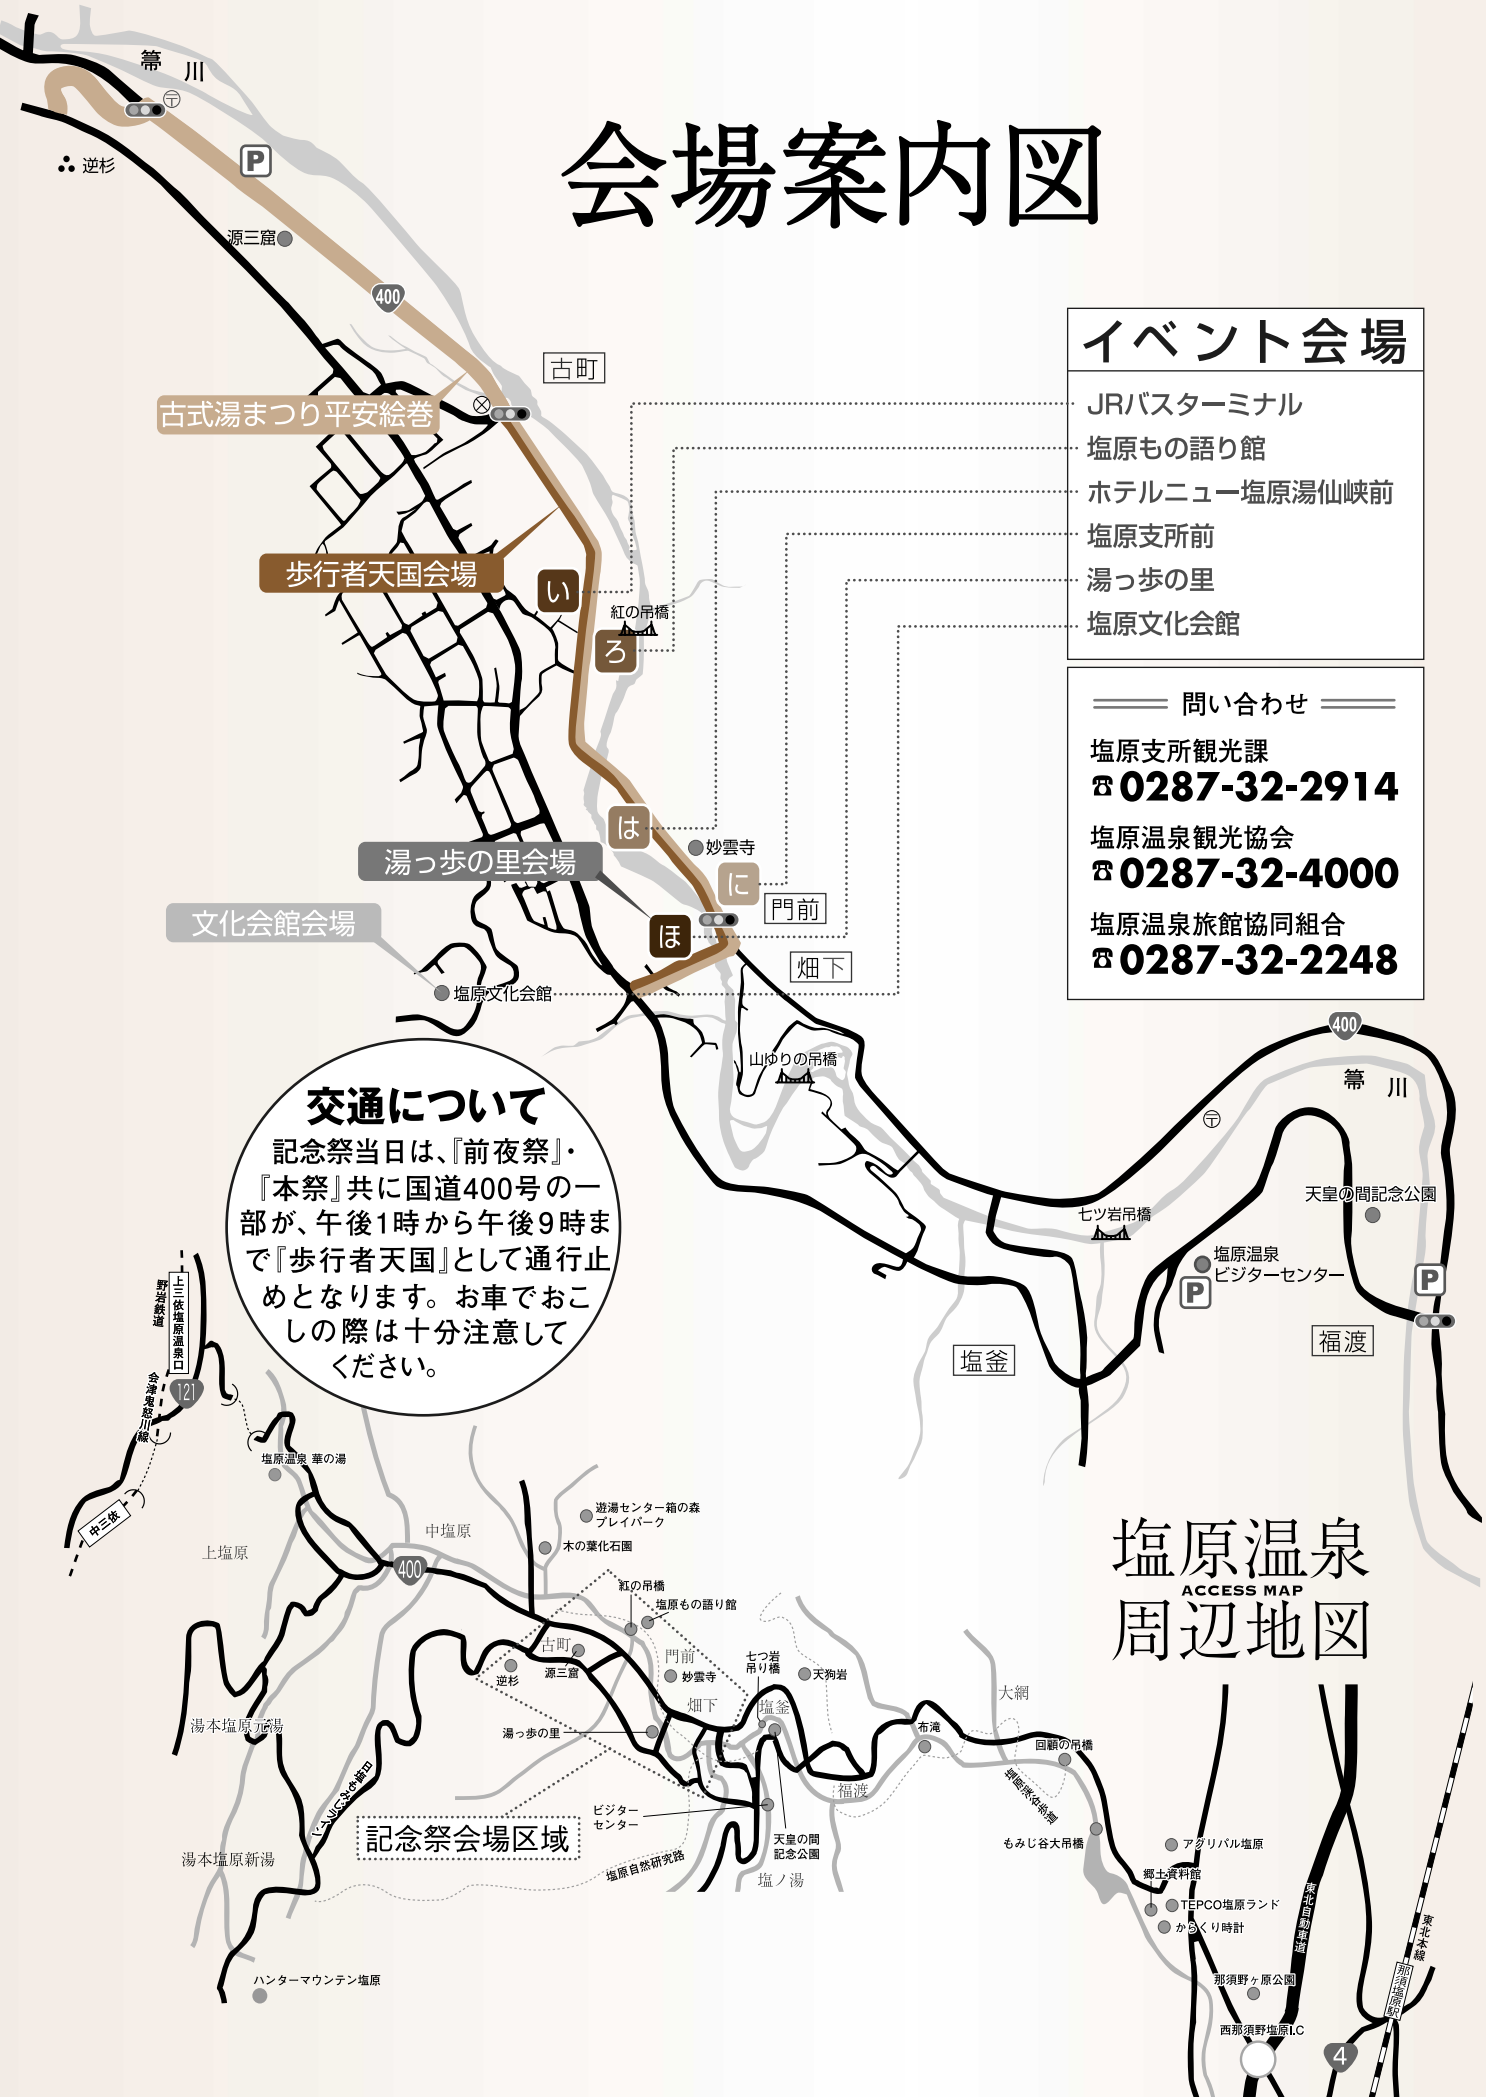 会場案内図
箒川
逆杉
P
源三窟
400
古町
古式湯まつり平安絵巻
歩行者天国会場
い
紅の吊橋
ろ
は
妙雲寺
に
湯っ歩の里会場
門前
文化会館会場
ほ
畑下
塩原文化会館
山ゆりの吊橋
イベント会場
JRバスターミナル
塩原もの語り館
ホテルニュー塩原湯仙峡前
塩原支所前
湯っ歩の里
塩原文化会館
問い合わせ
塩原支所観光課
☎0287-32-2914
塩原温泉観光協会
☎0287-32-4000
塩原温泉旅館協同組合
☎0287-32-2248
400
箒川
天皇の間記念公園
七ツ岩吊橋
塩原温泉
ビジターセンター
P
P
塩釜
福渡
交通について
記念祭当日は、『前夜祭』・
『本祭』共に国道400号の一
部が、午後1時から午後9時ま
で『歩行者天国』として通行止
めとなります。お車でおこ
しの際は十分注意して
ください。
塩原温泉
ACCESS MAP
周辺地図
野岩鉄道
上三依塩原温泉口
会津鬼怒川線
121
中三依
塩原温泉 華の湯
上塩原
中塩原
400
遊湯センター箱の森
プレイパーク
木の葉化石園
紅の吊橋
塩原もの語り館
古町
源三窟
逆杉
門前
妙雲寺
畑下
七つ岩
吊り橋
塩釜
天狗岩
湯っ歩の里
大網
布滝
回顧の吊橋
福渡
塩原渓谷歩道
湯本塩原元湯
日塩もみじライン
記念祭会場区域
ビジター
センター
天皇の間
記念公園
塩ノ湯
塩原自然研究路
湯本塩原新湯
もみじ谷大吊橋
アグリパル塩原
郷土資料館
TEPCO塩原ランド
からくり時計
東北自動車道
東北本線
那須塩原駅
那須野ヶ原公園
西那須野塩原I.C
4
ハンターマウンテン塩原